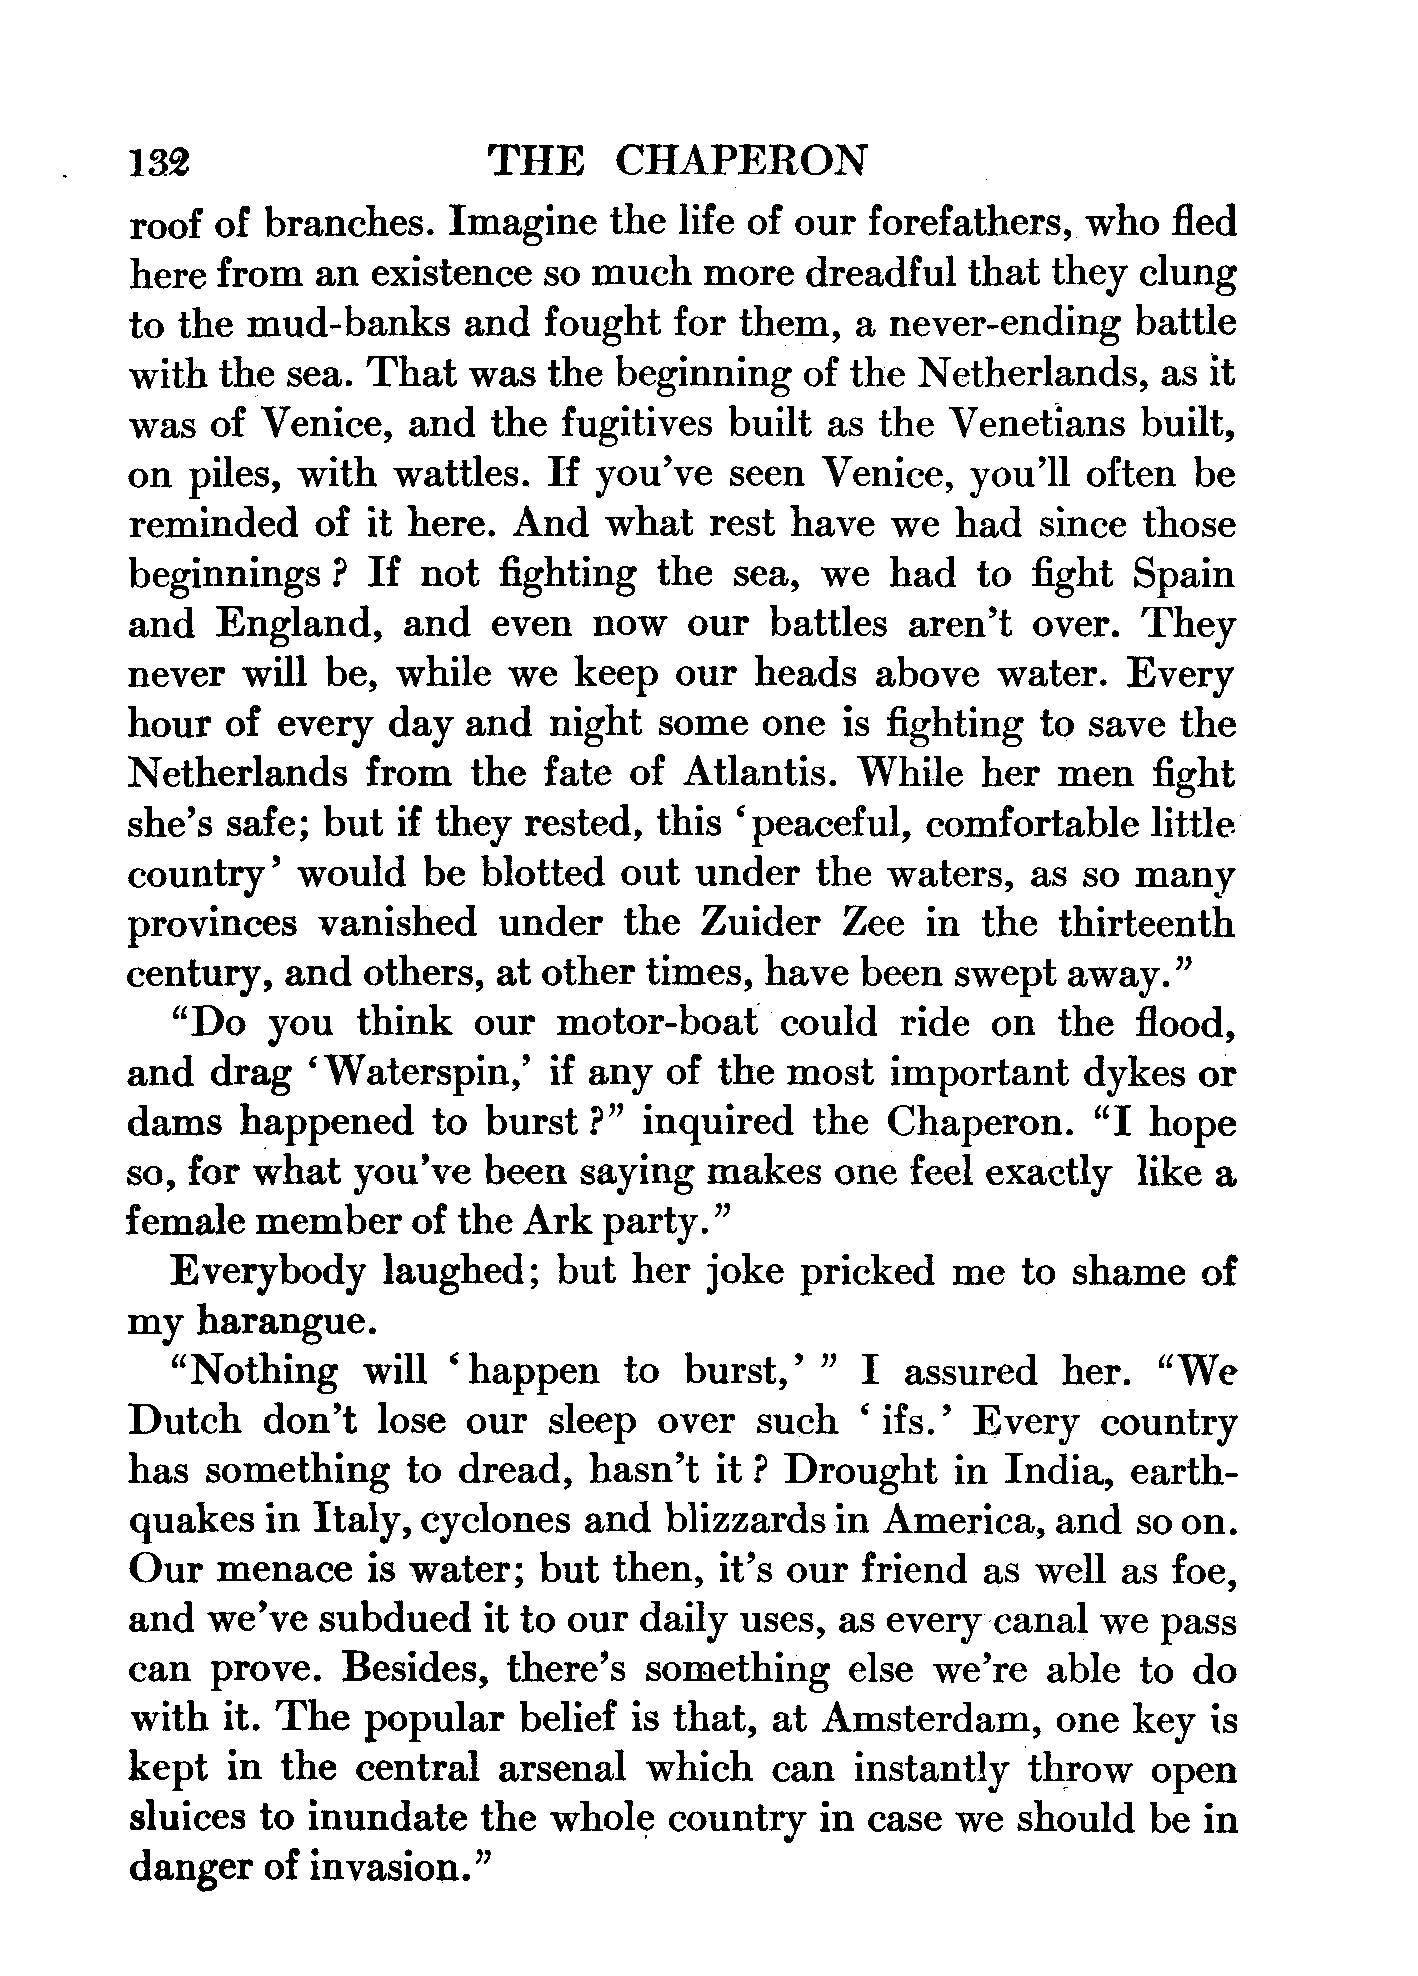 132 THE CHAPERON
roof of branches. Imagine the life of our forefathers, who fled
here from an existence so much more dreadful that they clung
to the mud-banks and fought for them, a never-ending battle
with the sea. That was the beginning of the Netherlands, as it
was of Venice, and the fugitives built as the Venetians built,
on piles, with wattles. If you've seen Venice, you'll often be
reminded of it here. And what rest have we had since those
beginnings? If not fighting the sea, we had to fight Spain
and England, and even now our battles aren't over. They
never will be, while we keep our heads above water. Every
hour of every day and night some one is fighting to save the
Netherlands from the fate of Atlantis. While her men fight
she's safe; but if they rested, this 'peaceful, comfortable little
country' would be blotted out under the waters, as so many
provinces vanished under the Zuider Zee in the thirteenth
century, and others, at other times, have been swept away."
"Do you think our motor-boat could ride on the flood,
and drag 'Waterspin,' if any of the most important dykes or
dams happened to burst?" inquired the Chaperon. "I hope
so, for what you've been saying makes one feel exactly like a
female member of the Ark party."
Everybody laughed; but her joke pricked me to shame of
my harangue.
"Nothing will 'happen to burst,' " I assured her. "We
Dutch don't lose our sleep over such 'ifs.' Every country
has something to dread, hasn't it? Drought in India, earth-
quakes in Italy, cyclones and blizzards in America, and so on.
Our menace is water; but then, it's our friend as well as foe,
and we've subdued it to our daily uses, as every canal we pass
can prove. Besides, there's something else we're able to do
with it. The popular belief is that, at Amsterdam, one key is
kept in the central arsenal which can instantly throw open
sluices to inundate the whole country in case we should be in
danger of invasion."